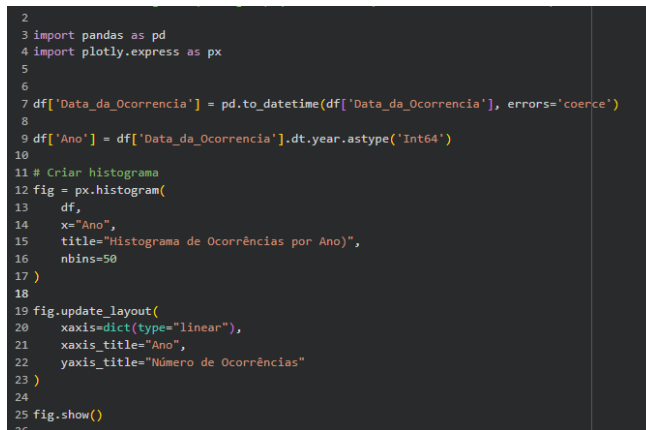 2
3 import pandas as pd
4 import plotly.express as px
5
6
7 df['Data_da_Ocorrencia'] = pd.to_datetime(df['Data_da_Ocorrencia'], errors='coerce')
8
9 df['Ano'] = df['Data_da_Ocorrencia'].dt.year.astype('Int64')
10
11 # Criar histograma
12 fig = px.histogram(
13     df,
14     x="Ano",
15     title="Histograma de Ocorrências por Ano)",
16     nbins=50
17 )
18
19 fig.update_layout(
20     xaxis=dict(type="linear"),
21     xaxis_title="Ano",
22     yaxis_title="Número de Ocorrências"
23 )
24
25 fig.show()